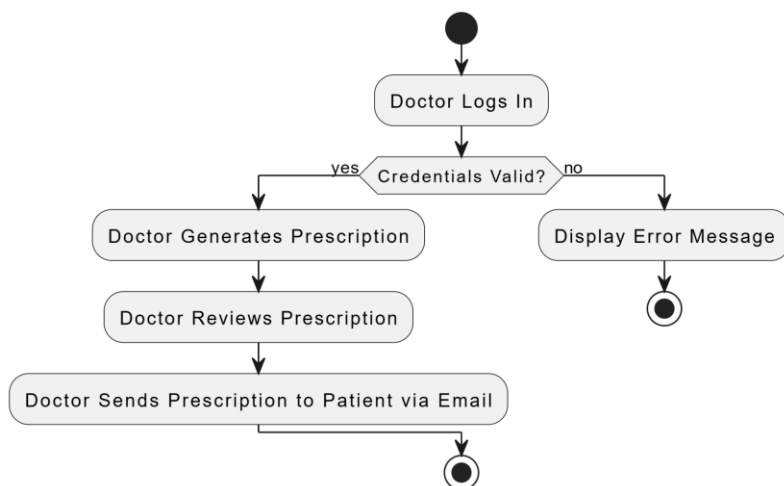 Doctor Logs In
yes
Credentials Valid?
no
Doctor Generates Prescription
Display Error Message
Doctor Reviews Prescription
Doctor Sends Prescription to Patient via Email